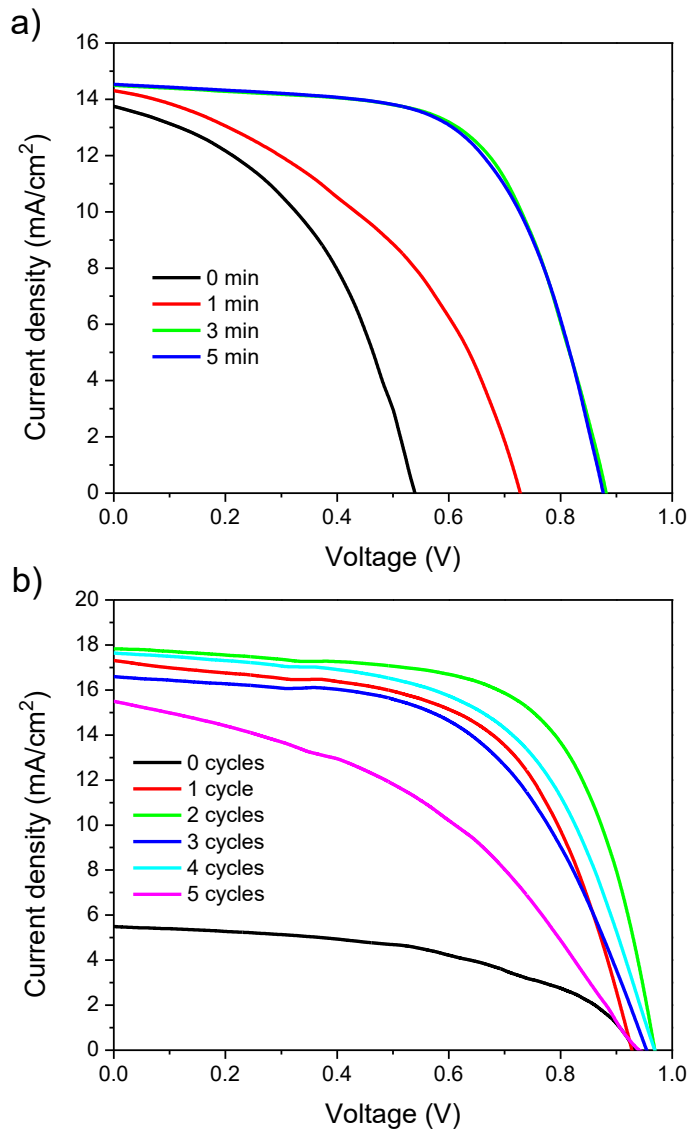 a)
16
14
12
10
8
6
4
2
0
Current density (mA/cm²)
0 min
1 min
3 min
5 min
0.0 0.2 0.4 0.6 0.8 1.0
Voltage (V)
b)
20
18
16
14
12
10
8
6
4
2
0
Current density (mA/cm²)
0 cycles
1 cycle
2 cycles
3 cycles
4 cycles
5 cycles
0.0 0.2 0.4 0.6 0.8 1.0
Voltage (V)